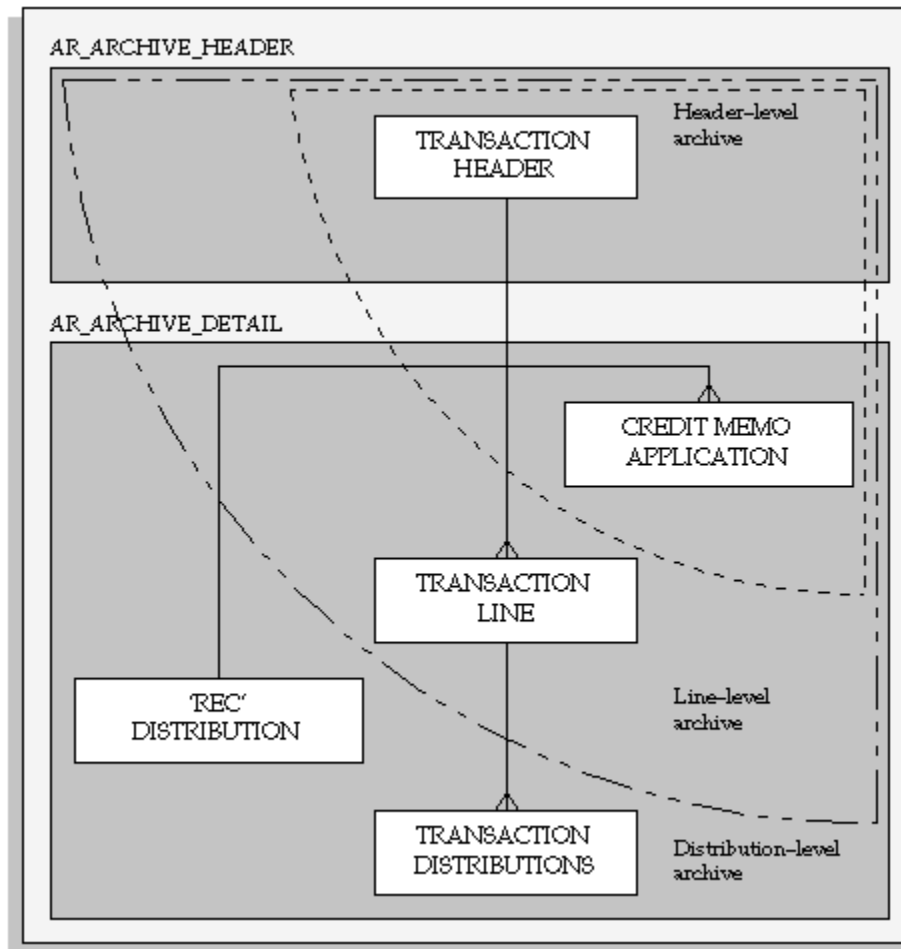 AR_ARCHIVE_HEADER
Header-level
archive
TRANSACTION
HEADER
AR_ARCHIVE_DETAIL
CREDIT MEMO
APPLICATION
TRANSACTION
LINE
'REC'
DISTRIBUTION
Line-level
archive
TRANSACTION
DISTRIBUTIONS
Distribution-level
archive